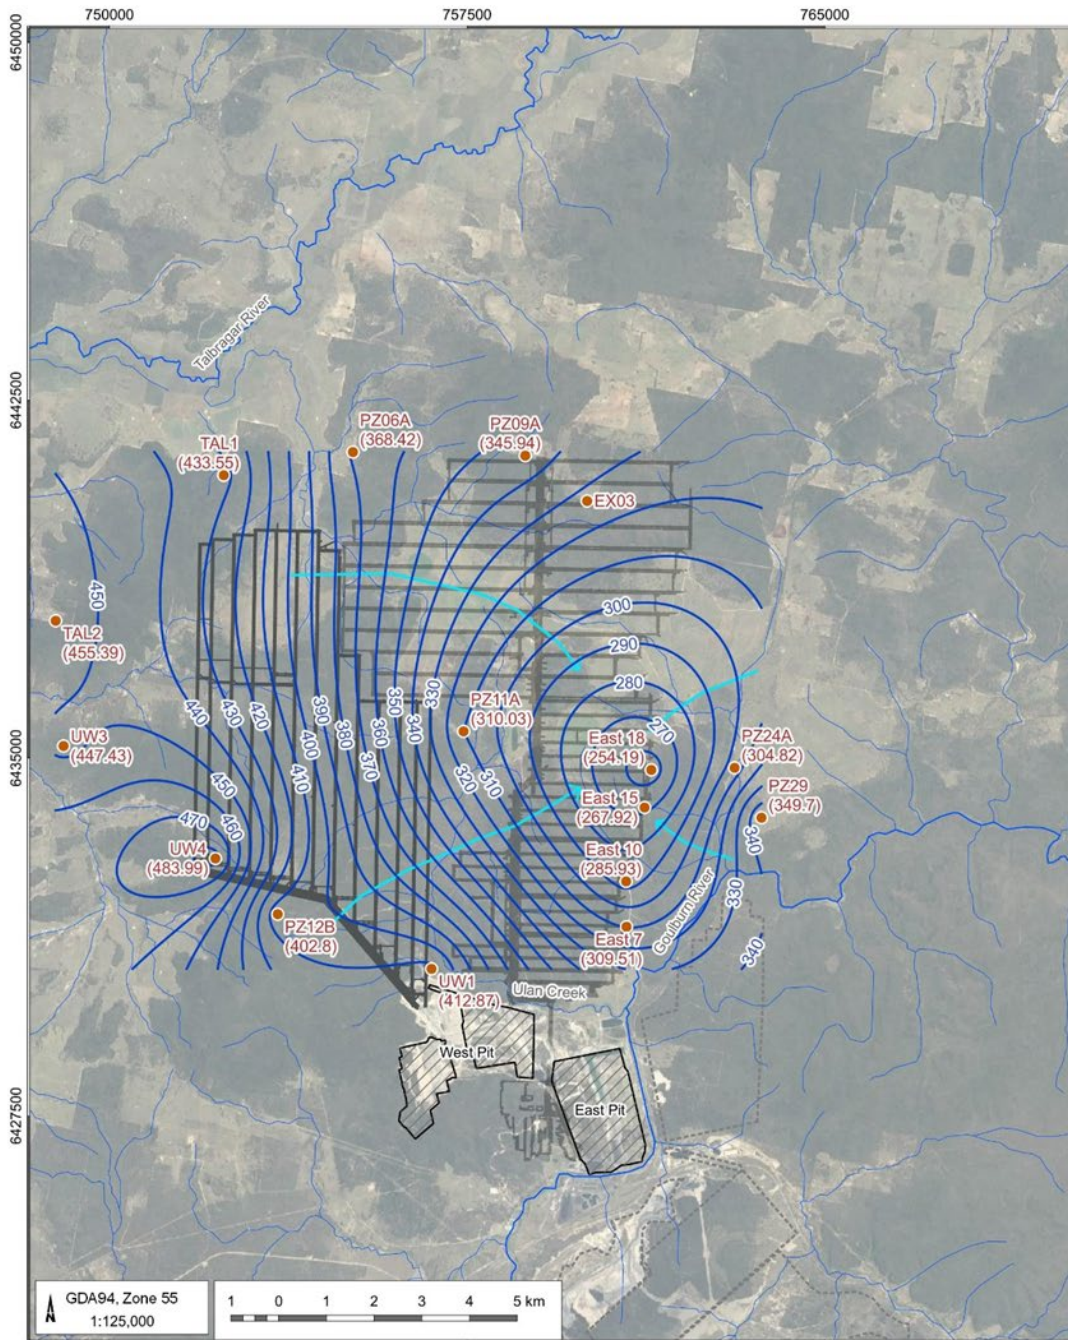 750000
757500
765000
6450000
Talbragar River
6442500
PZ06A
(368.42)
PZ09A
(345.94)
TAL1
(433.55)
EX03
450
300
TAL2
(455.39)
290
280
440
430
420
390
400
380
410
360
370
350
340
330
320
310
PZ11A
(310.03)
270
East 18
(254.19)
PZ24A
(304.82)
UW3
(447.43)
6435000
East 15
(267.92)
PZ29
(349.7)
450
460
470
UW4
(483.99)
340
East 10
(285.93)
330
PZ12B
(402.8)
East 7
(309.51)
Goulburn River
340
UW1
(412.87)
Ulan Creek
West Pit
East Pit
6427500
GDA94, Zone 55
1:125,000
1 0 1 2 3 4 5 km
N